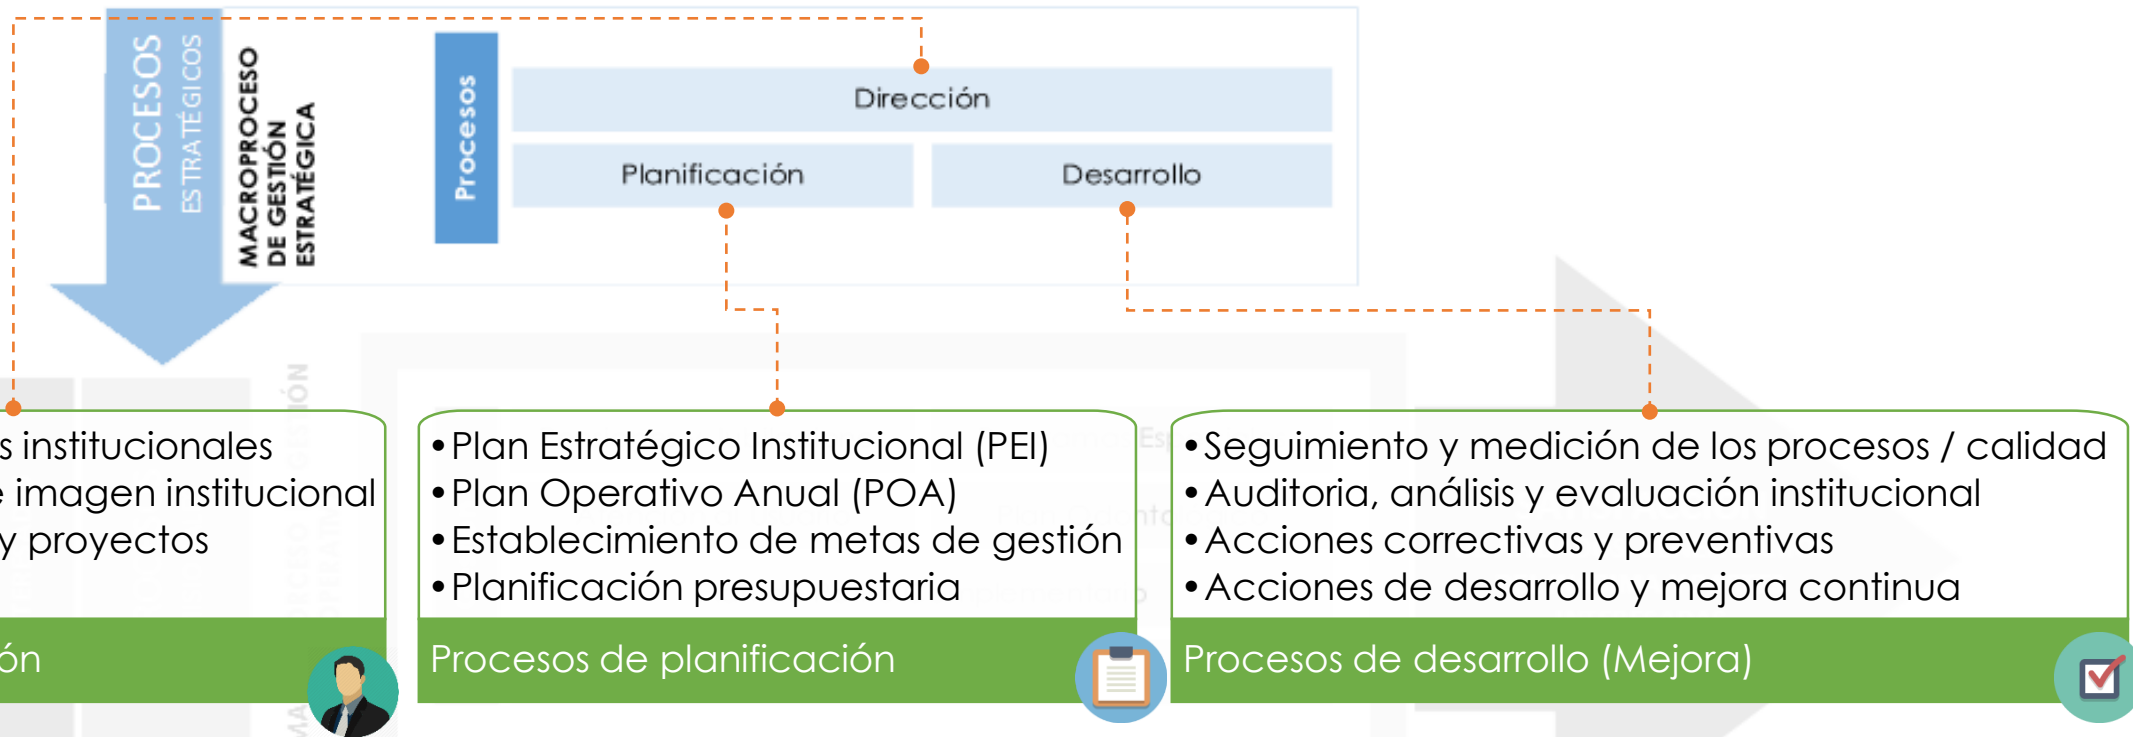 PROCESOS
ESTRATÉGICOS
MACROPROCESO
DE GESTIÓN
ESTRATÉGICA
Procesos
Dirección
Planificación
Desarrollo
s institucionales
e imagen institucional
y proyectos
ón
•Plan Estratégico Institucional (PEI)
•Plan Operativo Anual (POA)
•Establecimiento de metas de gestión
•Planificación presupuestaria
Procesos de planificación
•Seguimiento y medición de los procesos / calidad
•Auditoria, análisis y evaluación institucional
•Acciones correctivas y preventivas
•Acciones de desarrollo y mejora continua
Procesos de desarrollo (Mejora)